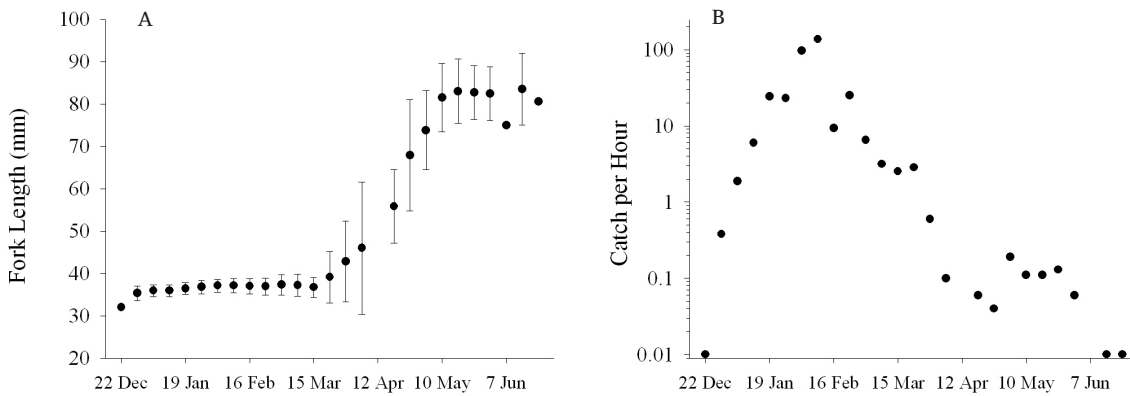 A
Fork Length (mm)
100
90
80
70
60
50
40
30
20
22 Dec 19 Jan 16 Feb 15 Mar 12 Apr 10 May 7 Jun
B
Catch per Hour
100
10
1
0.1
0.01
22 Dec 19 Jan 16 Feb 15 Mar 12 Apr 10 May 7 Jun